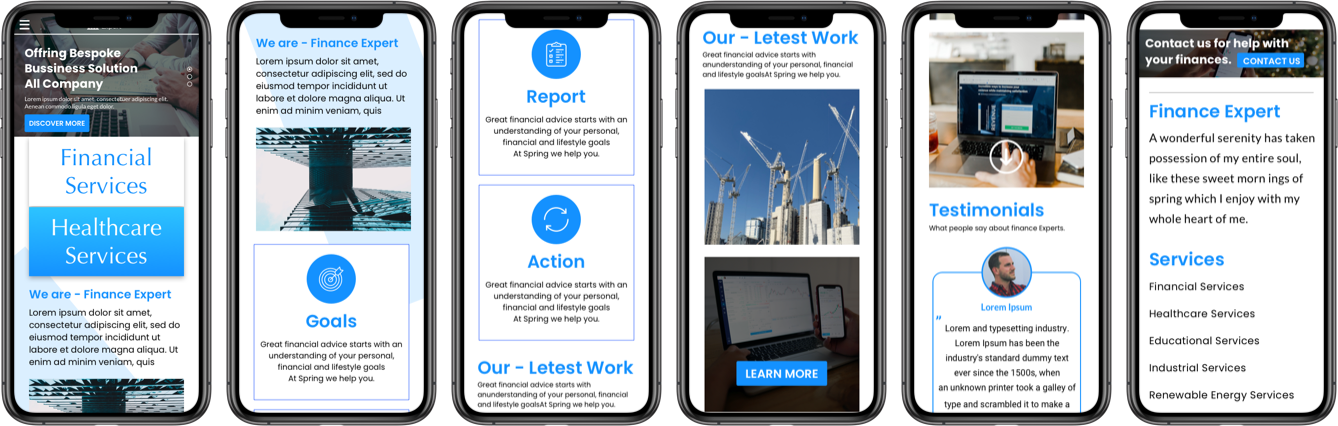 Offring Bespoke
Bussiness Solution
All Company
Lorem ipsum dolor sit amet, consectetuer adipiscing elit.
Aenean commodo ligula eget dolor.
DISCOVER MORE
Financial
Services
Healthcare
Services
We are - Finance Expert
Lorem ipsum dolor sit amet,
consectetur adipiscing elit, sed do
eiusmod tempor incididunt ut
labore et dolore magna aliqua. Ut
enim ad minim veniam, quis
We are - Finance Expert
Lorem ipsum dolor sit amet,
consectetur adipiscing elit, sed do
eiusmod tempor incididunt ut
labore et dolore magna aliqua. Ut
enim ad minim veniam, quis
Goals
Great financial advice starts with an
understanding of your personal,
financial and lifestyle goals
At Spring we help you.
Report
Great financial advice starts with an
understanding of your personal,
financial and lifestyle goals
At Spring we help you.
Action
Great financial advice starts with an
understanding of your personal,
financial and lifestyle goals
At Spring we help you.
Our - Letest Work
Great financial advice starts with
anunderstanding of your personal, financial
and lifestyle goalsAt Spring we help you.
Our - Letest Work
Great financial advice starts with
anunderstanding of your personal, financial
and lifestyle goalsAt Spring we help you.
LEARN MORE
Testimonials
What people say about finance Experts.
Lorem Ipsum
"
Lorem and typesetting industry.
Lorem Ipsum has been the
industry's standard dummy text
ever since the 1500s, when
an unknown printer took a galley of
type and scrambled it to make a
Contact us for help with
your finances. CONTACT US
Finance Expert
A wonderful serenity has taken
possession of my entire soul,
like these sweet morn ings of
spring which I enjoy with my
whole heart of me.
Services
Financial Services
Healthcare Services
Educational Services
Industrial Services
Renewable Energy Services